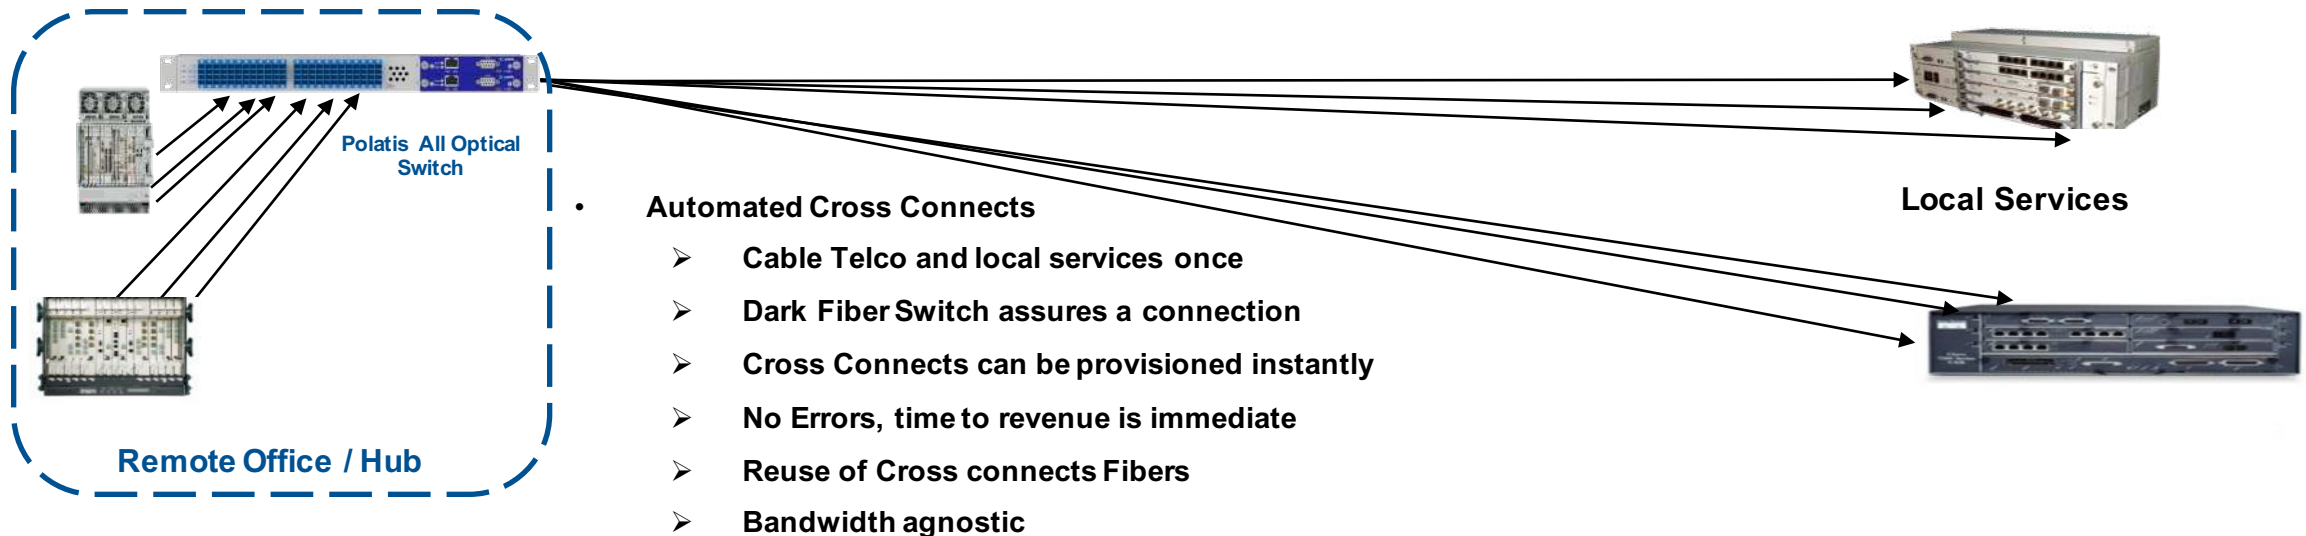 Polatis All Optical
Switch
Remote Office / Hub
• Automated Cross Connects
➢ Cable Telco and local services once
➢ Dark Fiber Switch assures a connection
➢ Cross Connects can be provisioned instantly
➢ No Errors, time to revenue is immediate
➢ Reuse of Cross connects Fibers
➢ Bandwidth agnostic
Local Services